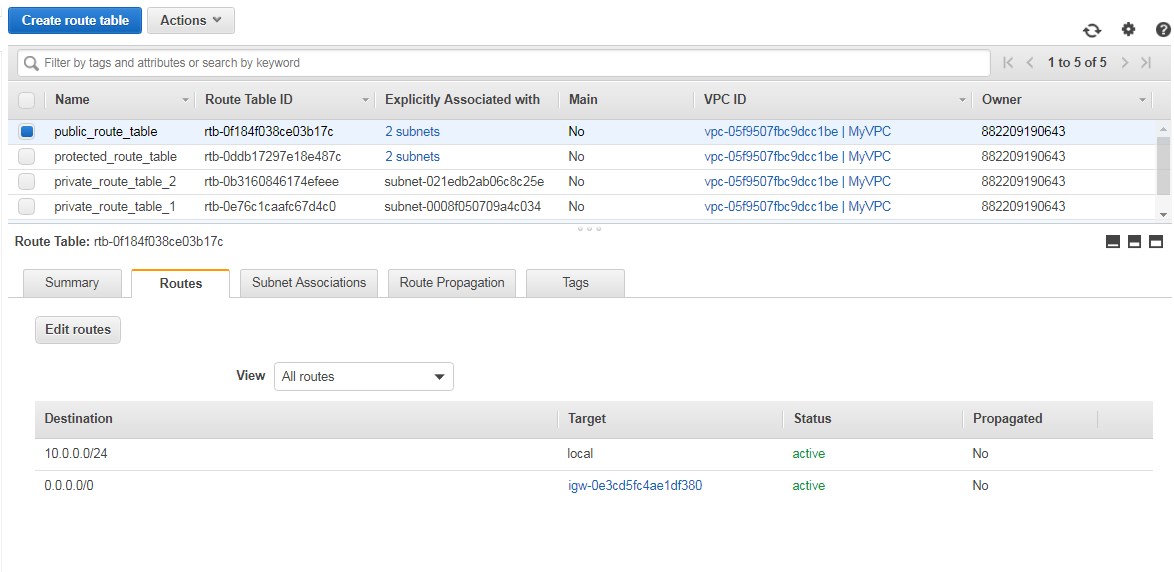 Create route table Actions
Filter by tags and attributes or search by keyword 1 to 5 of 5
Name Route Table ID Explicitly Associated with Main VPC ID Owner
public_route_table rtb-0f184f038ce03b17c 2 subnets No vpc-05f9507fbc9dcc1be | MyVPC 882209190643
protected_route_table rtb-0ddb17297e18e487c 2 subnets No vpc-05f9507fbc9dcc1be | MyVPC 882209190643
private_route_table_2 rtb-0b3160846174efeee subnet-021edb2ab06c8c25e No vpc-05f9507fbc9dcc1be | MyVPC 882209190643
private_route_table_1 rtb-0e76c1caafc67d4c0 subnet-0008f050709a4c034 No vpc-05f9507fbc9dcc1be | MyVPC 882209190643
Route Table: rtb-0f184f038ce03b17c
Summary Routes Subnet Associations Route Propagation Tags
Edit routes
View All routes
Destination Target Status Propagated
10.0.0.0/24 local active No
0.0.0.0/0 igw-0e3cd5fc4ae1df380 active No